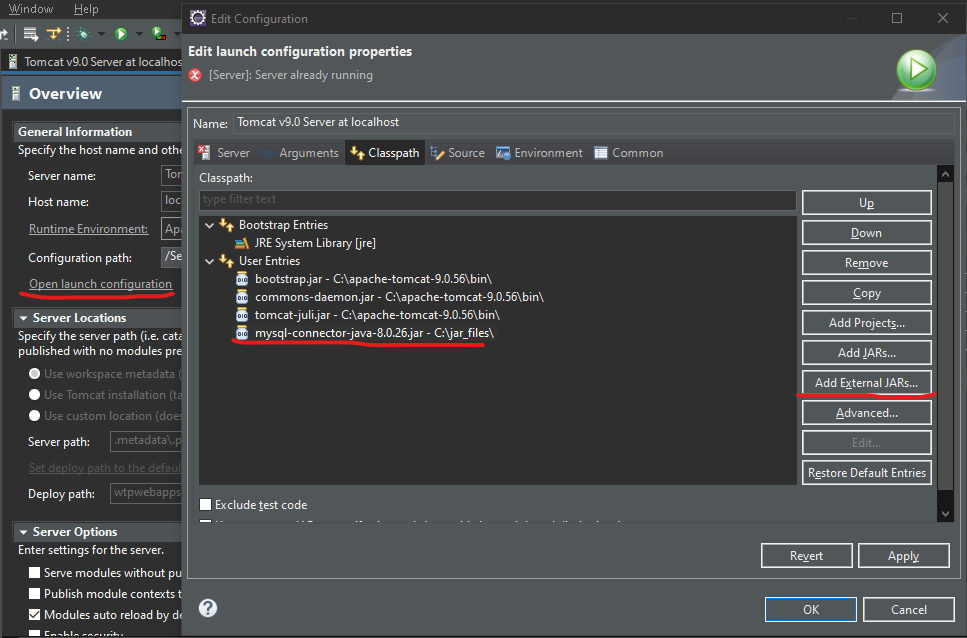 Window Help
Tomcat v9.0 Server at localhos
Overview
General Information
Specify the host name and othe
Server name: Ton
Host name: loc
Runtime Environment: Apa
Configuration path: /Se
Open launch configuration
Server Locations
Specify the server path (i.e. cata
published with no modules pre
Use workspace metadata (
Use Tomcat installation (ta
Use custom location (does
Server path: .metadata\.p
Set deploy path to the defaul
Deploy path: wtpwebapps
Server Options
Enter settings for the server.
Serve modules without pu
Publish module contexts t
Modules auto reload by de
Enable security
Edit Configuration
Edit launch configuration properties
[Server]: Server already running
Name: Tomcat v9.0 Server at localhost
Server Arguments Classpath Source Environment Common
Classpath:
type filter text
Bootstrap Entries
JRE System Library [jre]
User Entries
bootstrap.jar - C:\apache-tomcat-9.0.56\bin\
commons-daemon.jar - C:\apache-tomcat-9.0.56\bin\
tomcat-juli.jar - C:\apache-tomcat-9.0.56\bin\
mysql-connector-java-8.0.26.jar - C:\jar_files\
Up
Down
Remove
Copy
Add Projects...
Add JARs...
Add External JARs...
Advanced...
Edit...
Restore Default Entries
Exclude test code
Revert Apply
OK Cancel